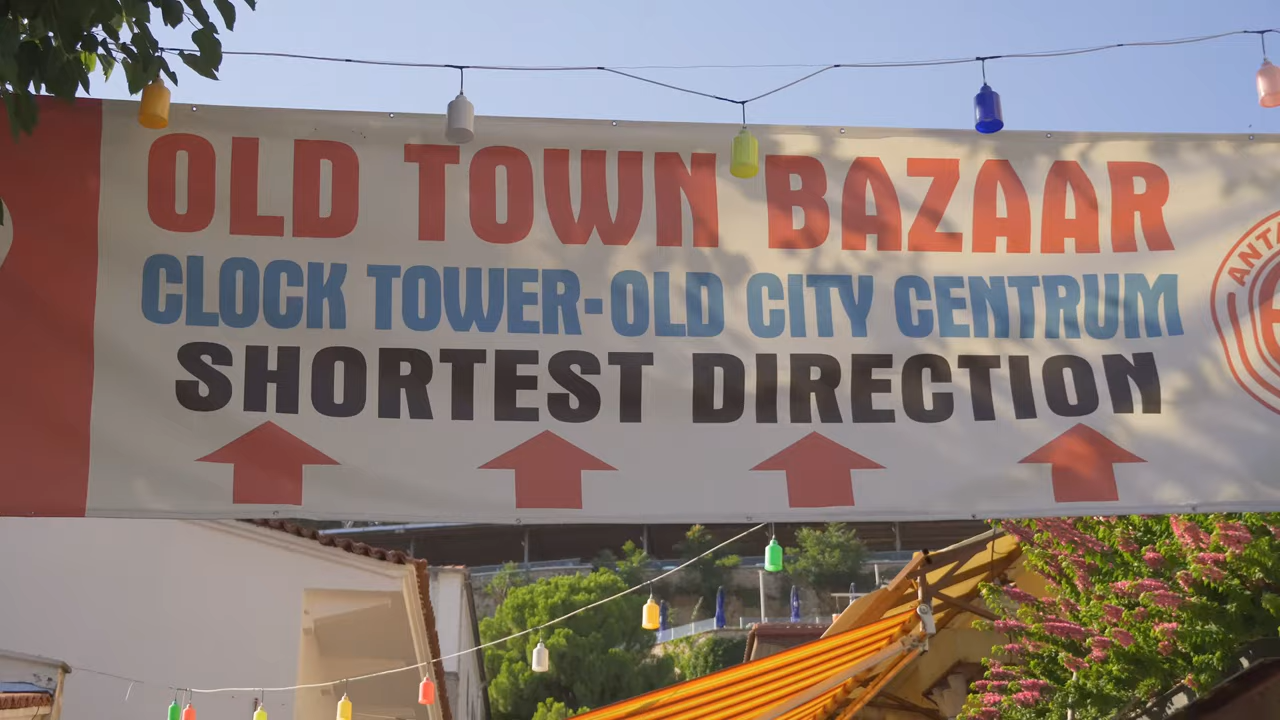 OLD TOWN BAZAAR
CLOCK TOWER-OLD CITY CENTRUM
SHORTEST DIRECTION